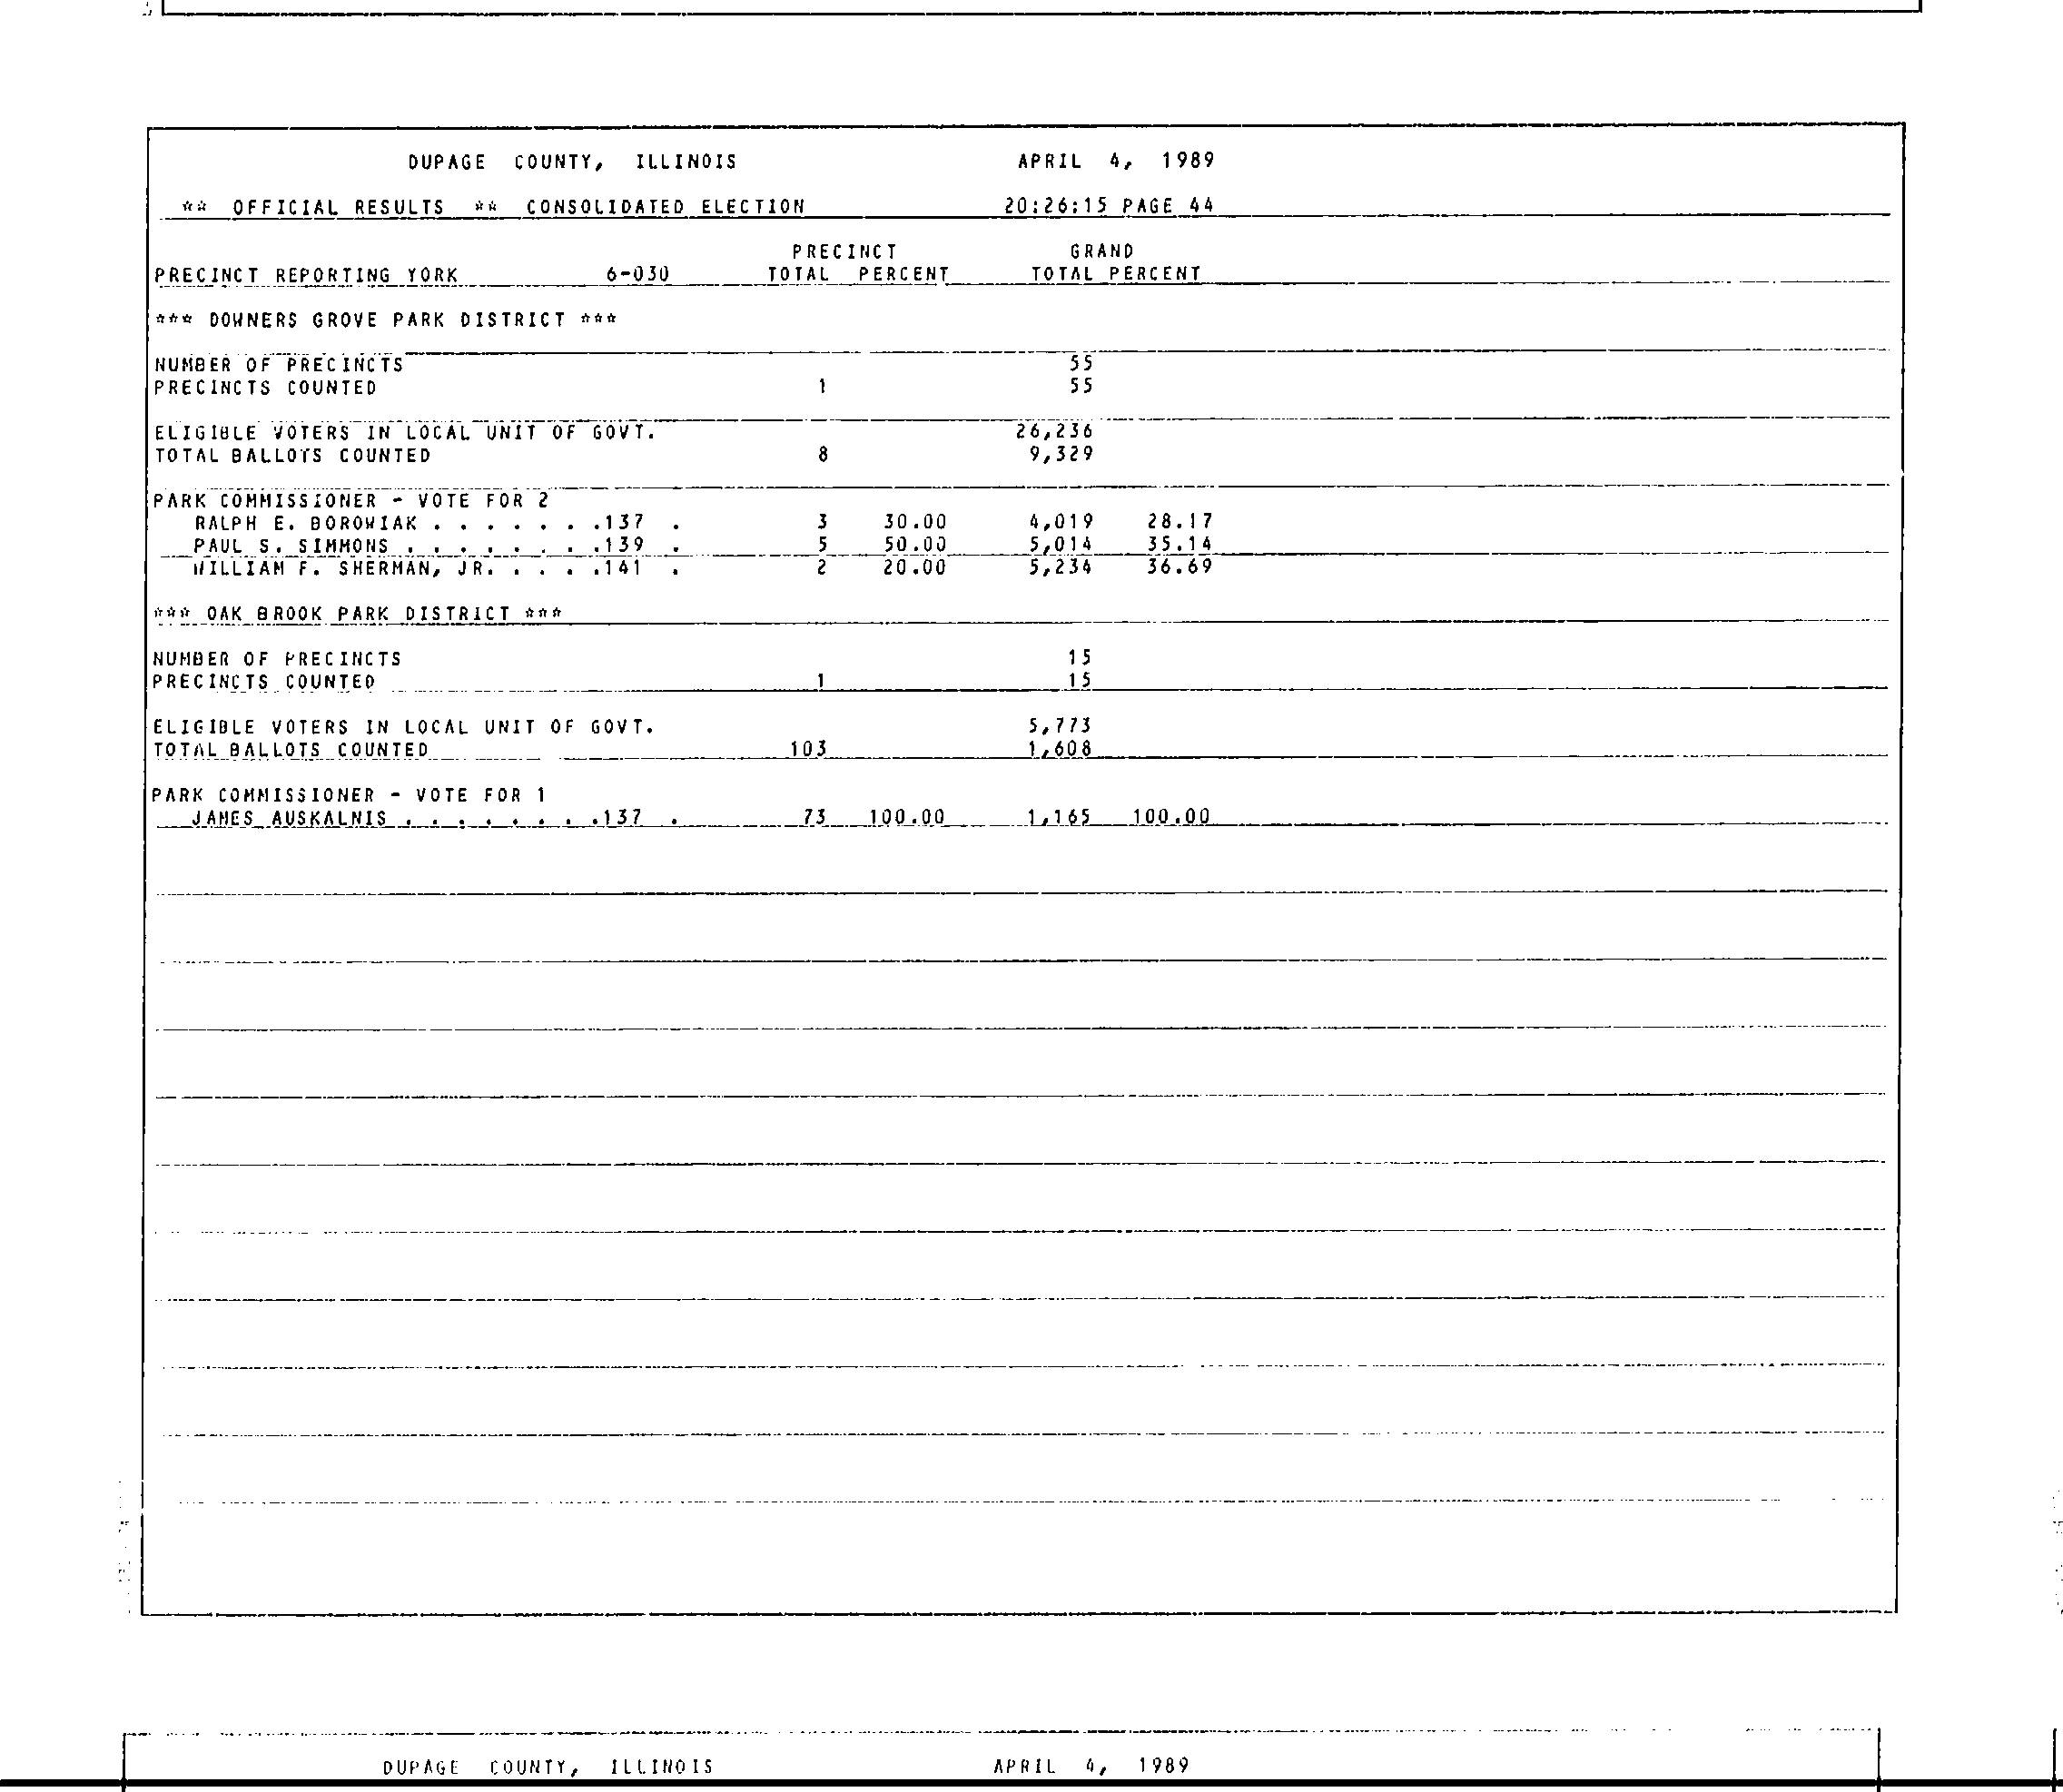 DUPAGE COUNTY, ILLINOIS APRIL 4, 1989
** OFFICIAL RESULTS ** CONSOLIDATED ELECTION 20:26:15 PAGE 44
PRECINCT GRAND
PRECINCT REPORTING YORK 6-030 TOTAL PERCENT TOTAL PERCENT
*** DOWNERS GROVE PARK DISTRICT ***
NUMBER OF PRECINCTS 55
PRECINCTS COUNTED 1 55
ELIGIBLE VOTERS IN LOCAL UNIT OF GOVT. 26,236
TOTAL BALLOTS COUNTED 8 9,329
PARK COMMISSIONER - VOTE FOR 2
RALPH E. BOROWIAK . . . . . . .137 . 3 30.00 4,019 28.17
PAUL S. SIMMONS . . . . . . . .139 . 5 50.00 5,014 35.14
WILLIAM F. SHERMAN, JR. . . . .141 . 2 20.00 5,234 36.69
*** OAK BROOK PARK DISTRICT ***
NUMBER OF PRECINCTS 15
PRECINCTS COUNTED 1 15
ELIGIBLE VOTERS IN LOCAL UNIT OF GOVT. 5,773
TOTAL BALLOTS COUNTED 103 1,608
PARK COMMISSIONER - VOTE FOR 1
JAMES AUSKALNIS . . . . . . . .137 . 73 100.00 1,165 100.00
DUPAGE COUNTY, ILLINOIS APRIL 4, 1989